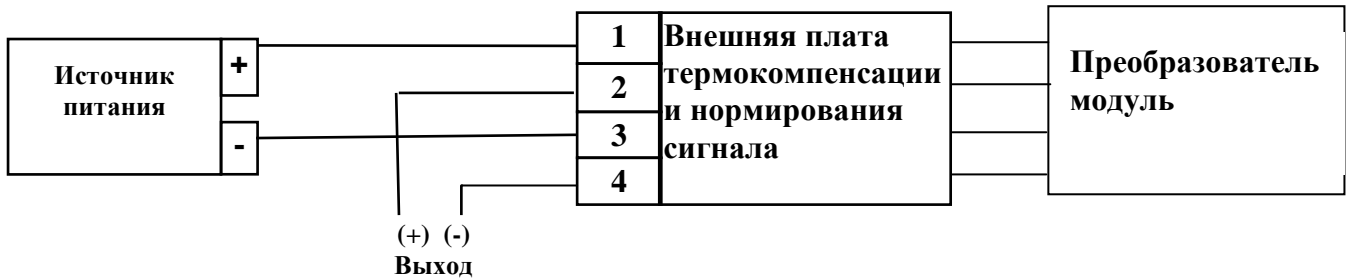 Источник
питания
+
-
1
2
3
4
Внешняя плата
термокомпенсации
и нормирования
сигнала
Преобразователь
модуль
(+) (-)
Выход